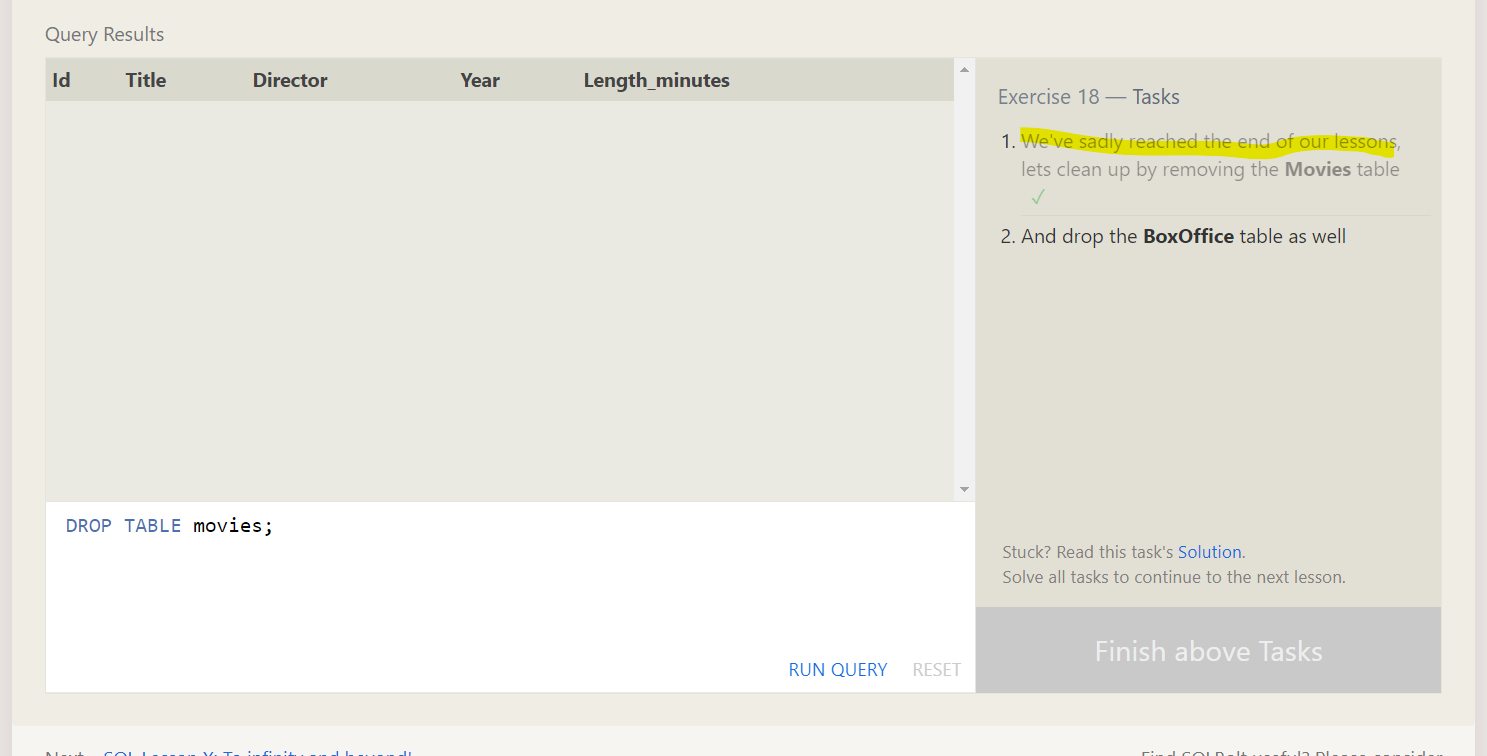 Query Results
Id Title Director Year Length_minutes
Exercise 18 — Tasks
1. We've sadly reached the end of our lessons,
lets clean up by removing the Movies table
✓
2. And drop the BoxOffice table as well
DROP TABLE movies;
Stuck? Read this task's Solution.
Solve all tasks to continue to the next lesson.
RUN QUERY RESET
Finish above Tasks
Next – SQL Lesson X: To infinity and beyond!
Find SQLBolt useful? Please consider